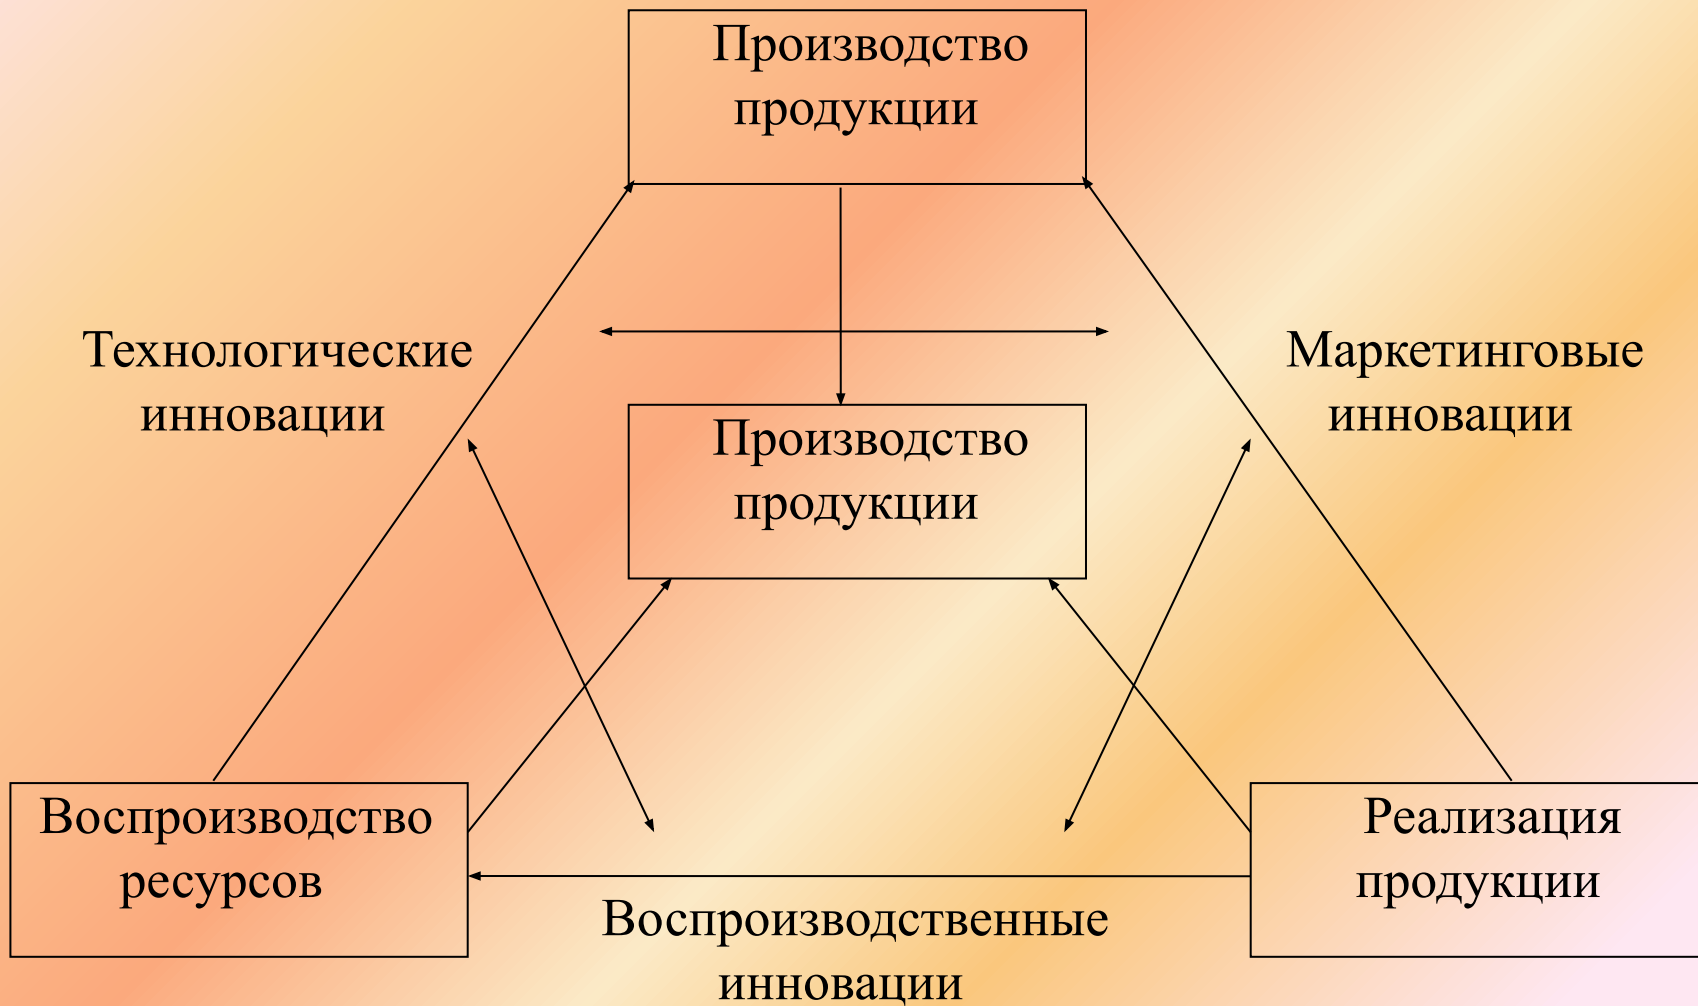 Производство
продукции
Технологические
инновации
Маркетинговые
инновации
Производство
продукции
Воспроизводство
ресурсов
Реализация
продукции
Воспроизводственные
инновации